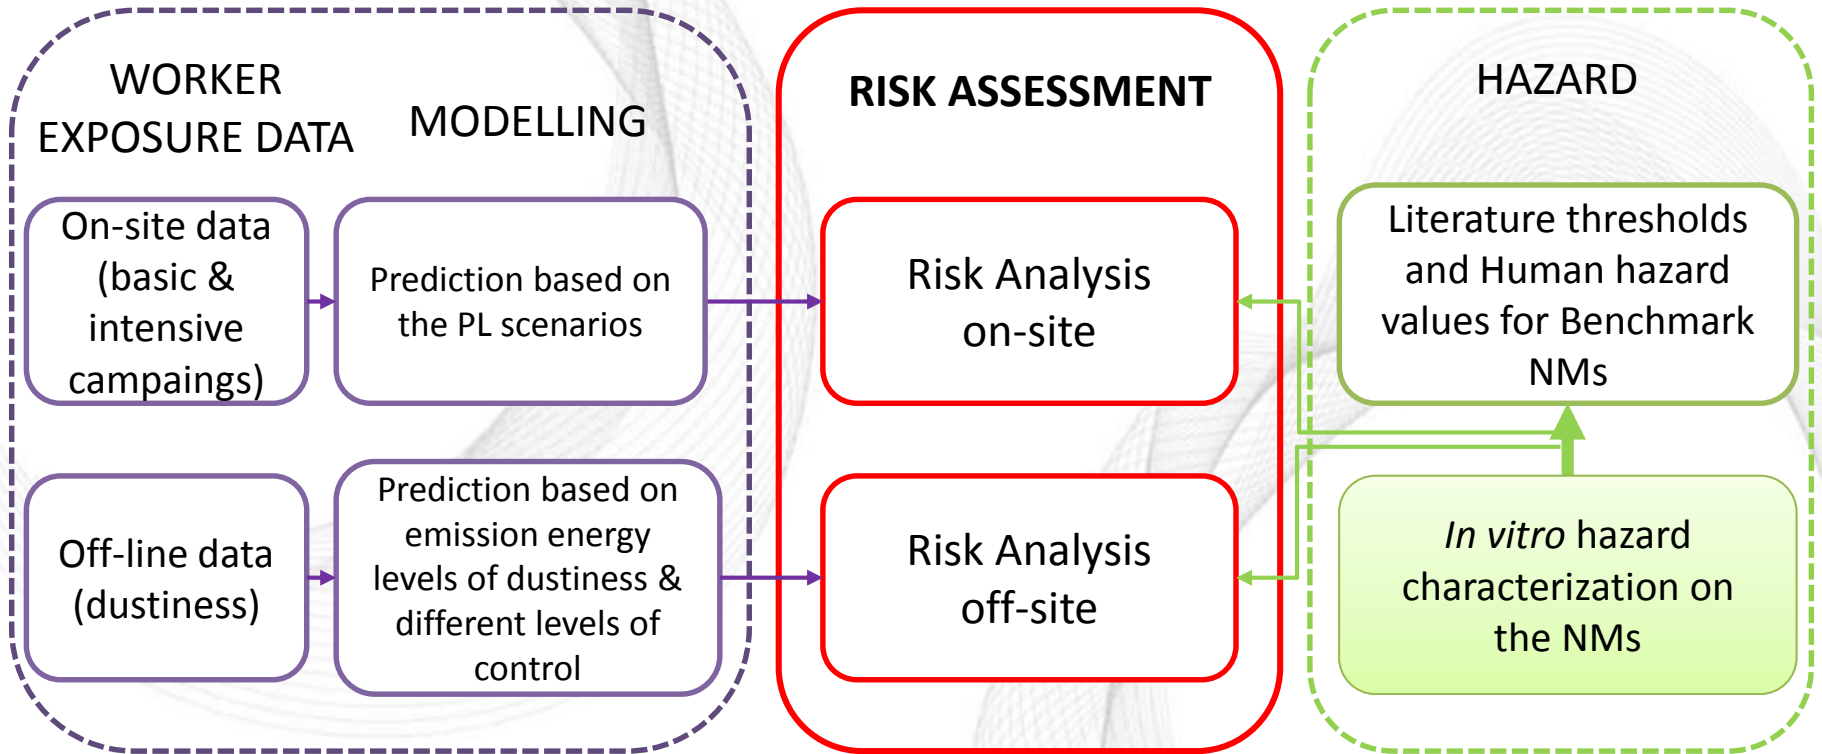 WORKER
EXPOSURE DATA
MODELLING
RISK ASSESSMENT
HAZARD
On-site data
(basic &
intensive
campaings)
Prediction based on
the PL scenarios
Risk Analysis
on-site
Literature thresholds
and Human hazard
values for Benchmark
NMs
Off-line data
(dustiness)
Prediction based on
emission energy
levels of dustiness &
different levels of
control
Risk Analysis
off-site
In vitro hazard
characterization on
the NMs